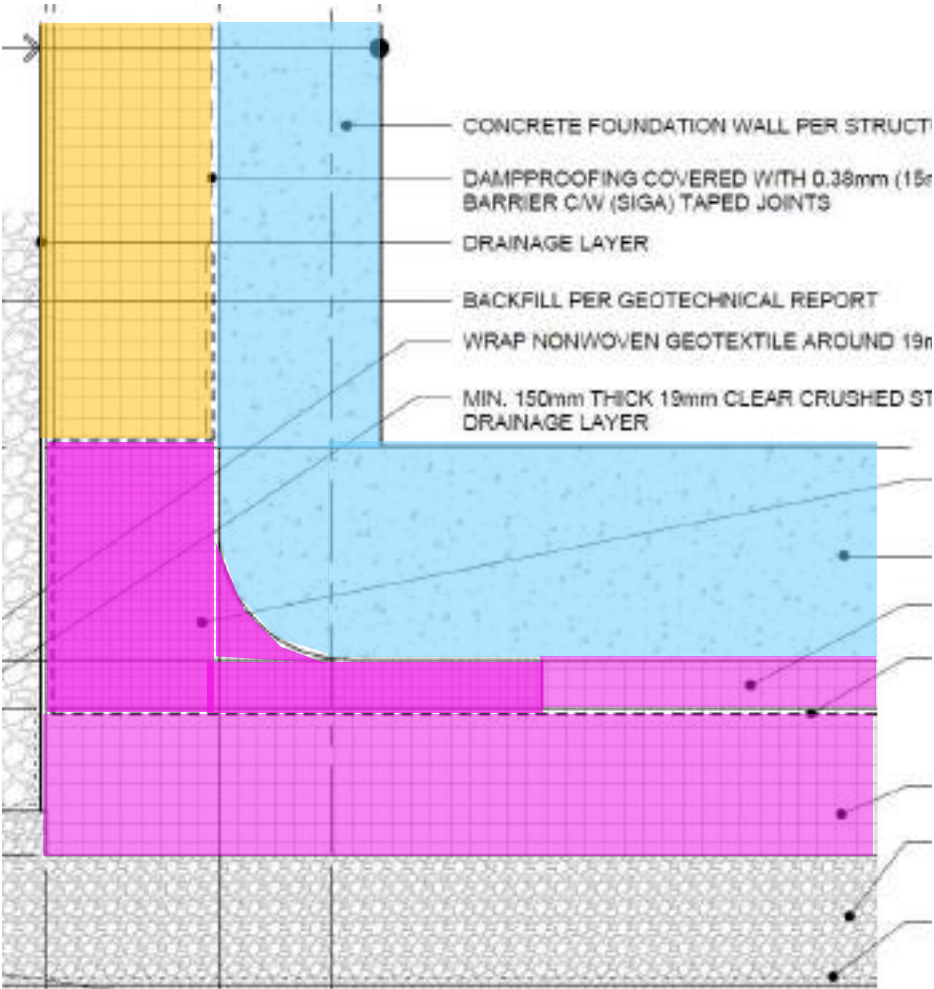 CONCRETE FOUNDATION WALL PER STRUCT
DAMPPROOFING COVERED WITH 0.38mm (15m
BARRIER C/W (SIGA) TAPED JOINTS
DRAINAGE LAYER
BACKFILL PER GEOTECHNICAL REPORT
WRAP NONWOVEN GEOTEXTILE AROUND 19m
MIN. 150mm THICK 19mm CLEAR CRUSHED ST
DRAINAGE LAYER